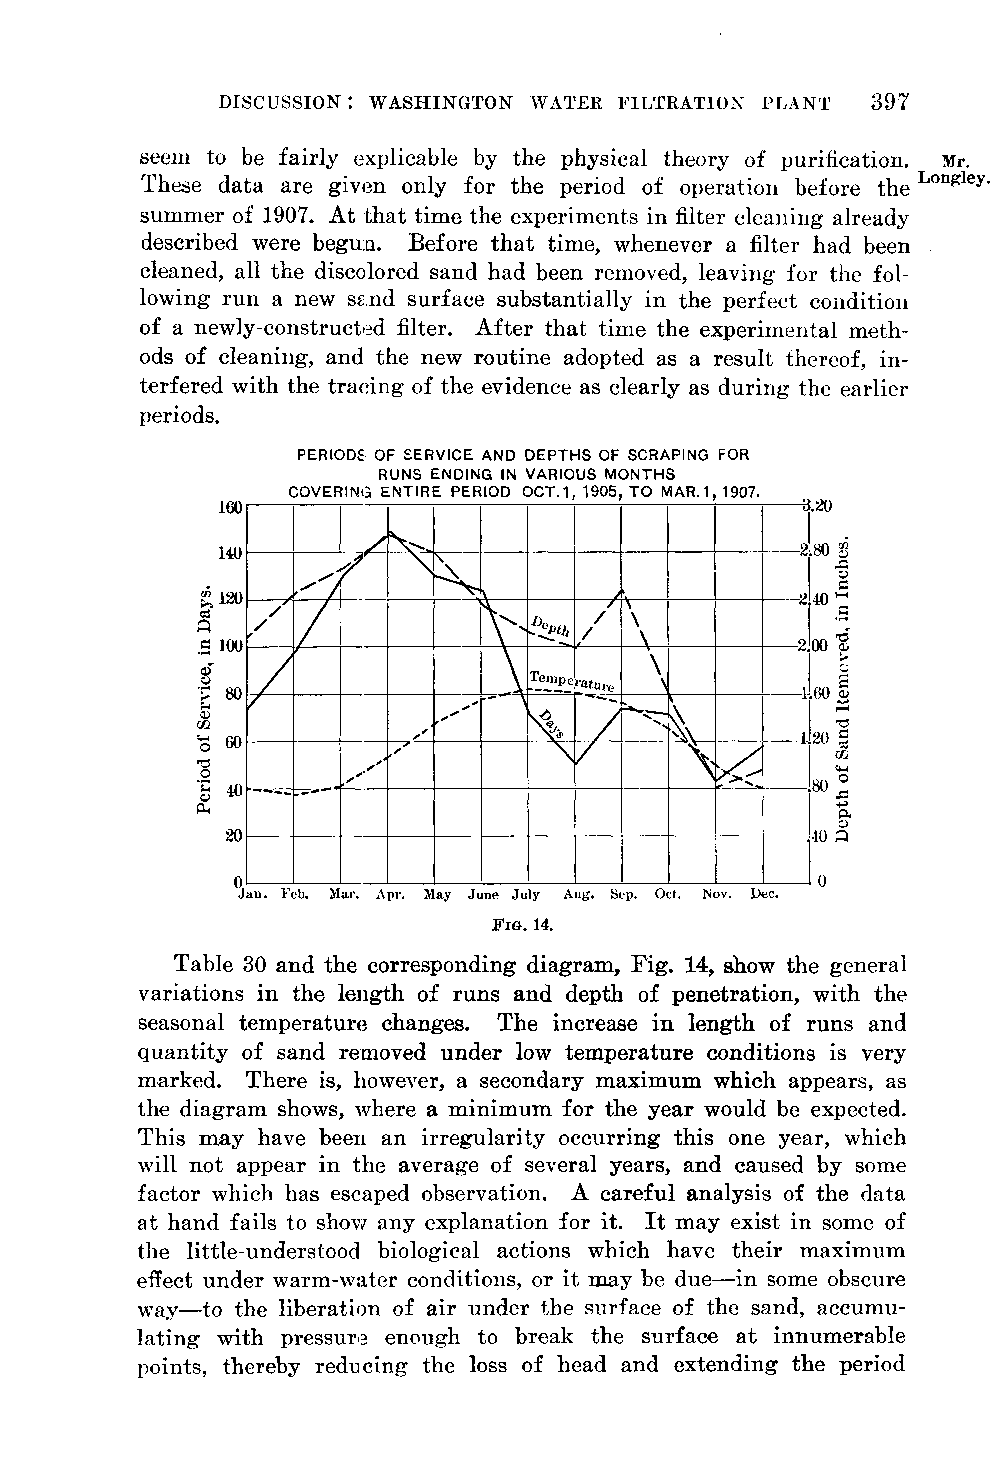 DISCUSSION: WASHINGTON WATER FILTRATION PLANT 397
seem to be fairly explicable by the physical theory of purification. Mr.
These data are given only for the period of operation before the Longley.
summer of 1907. At that time the experiments in filter cleaning already
described were begun. Before that time, whenever a filter had been
cleaned, all the discolored sand had been removed, leaving for the fol-
lowing run a new sand surface substantially in the perfect condition
of a newly-constructed filter. After that time the experimental meth-
ods of cleaning, and the new routine adopted as a result thereof, in-
terfered with the tracing of the evidence as clearly as during the earlier
periods.
PERIODS OF SERVICE AND DEPTHS OF SCRAPING FOR
RUNS ENDING IN VARIOUS MONTHS
COVERING ENTIRE PERIOD OCT.1, 1905, TO MAR.1, 1907.
160 3.20
140 2.80
120 2.40
100 2.00
80 1.60
60 1.20
40 .80
20 .40
0 0
Period of Service, in Days.
Depth of Sand Removed, in Inches.
Depth
Temperature
Days
Jan. Feb. Mar. Apr. May June July Aug. Sep. Oct. Nov. Dec.
FIG. 14.
Table 30 and the corresponding diagram, Fig. 14, show the general
variations in the length of runs and depth of penetration, with the
seasonal temperature changes. The increase in length of runs and
quantity of sand removed under low temperature conditions is very
marked. There is, however, a secondary maximum which appears, as
the diagram shows, where a minimum for the year would be expected.
This may have been an irregularity occurring this one year, which
will not appear in the average of several years, and caused by some
factor which has escaped observation. A careful analysis of the data
at hand fails to show any explanation for it. It may exist in some of
the little-understood biological actions which have their maximum
effect under warm-water conditions, or it may be due—in some obscure
way—to the liberation of air under the surface of the sand, accumu-
lating with pressure enough to break the surface at innumerable
points, thereby reducing the loss of head and extending the period